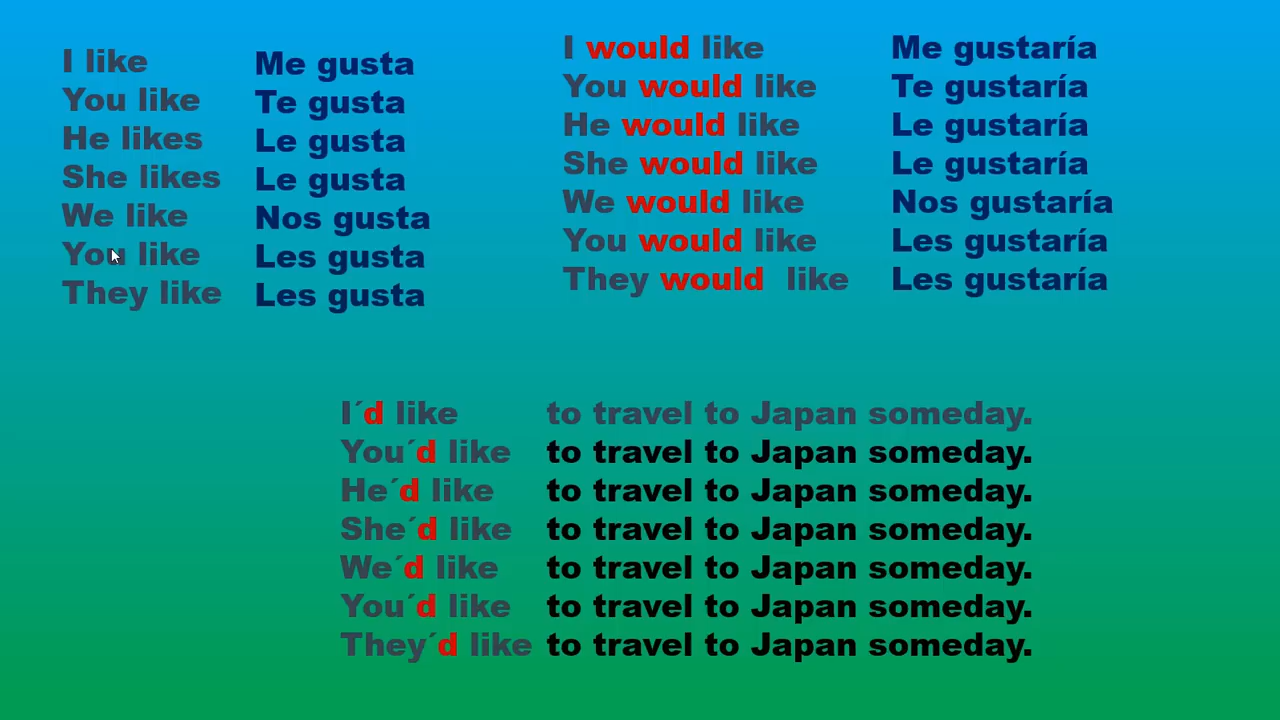 I like
You like
He likes
She likes
We like
You like
They like
Me gusta
Te gusta
Le gusta
Le gusta
Nos gusta
Les gusta
Les gusta
I would like
You would like
He would like
She would like
We would like
You would like
They would like
Me gustaría
Te gustaría
Le gustaría
Le gustaría
Nos gustaría
Les gustaría
Les gustaría
I´d like to travel to Japan someday.
You´d like to travel to Japan someday.
He´d like to travel to Japan someday.
She´d like to travel to Japan someday.
We´d like to travel to Japan someday.
You´d like to travel to Japan someday.
They´d like to travel to Japan someday.